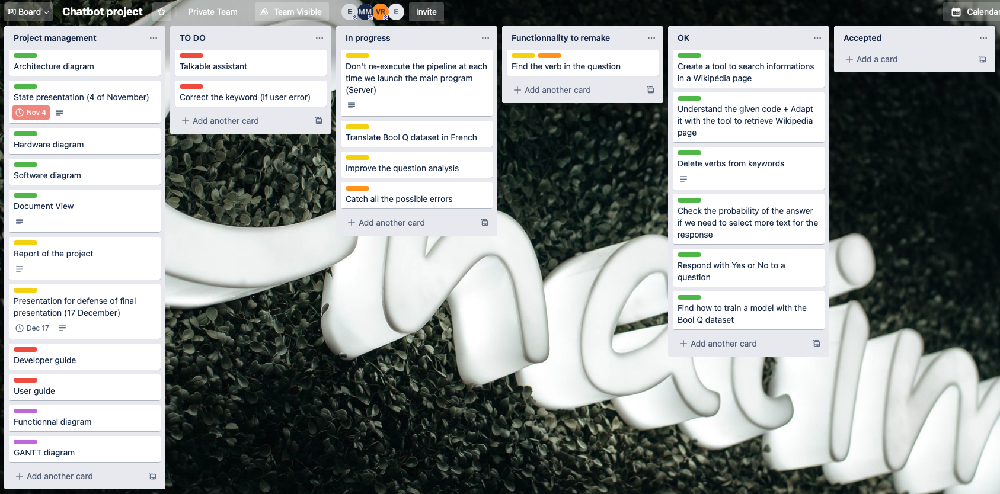 Board
Chatbot project
Private Team
Team Visible
E
MM
VR
E
Invite
Calendar
Project management
Architecture diagram
State presentation (4 of November)
Nov 4
Hardware diagram
Software diagram
Document View
Report of the project
Presentation for defense of final
presentation (17 December)
Dec 17
Developer guide
User guide
Functionnal diagram
GANTT diagram
Add another card
TO DO
Talkable assistant
Correct the keyword (if user error)
Add another card
In progress
Don't re-execute the pipeline at each
time we launch the main program
(Server)
Translate Bool Q dataset in French
Improve the question analysis
Catch all the possible errors
Add another card
Functionnality to remake
Find the verb in the question
Add another card
OK
Create a tool to search informations
in a Wikipédia page
Understand the given code + Adapt
it with the tool to retrieve Wikipedia
page
Delete verbs from keywords
Check the probability of the answer
if we need to select more text for the
response
Respond with Yes or No to a
question
Find how to train a model with the
Bool Q dataset
Add another card
Accepted
Add a card